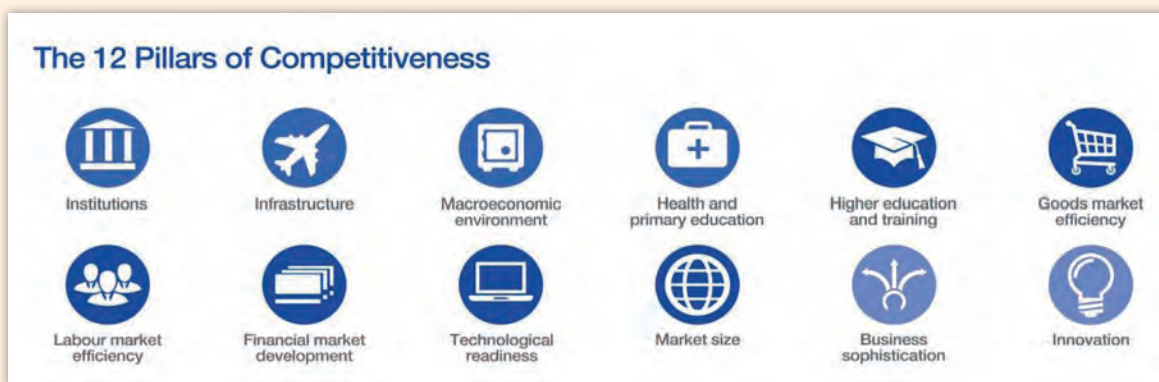 The 12 Pillars of Competitiveness
Institutions
Infrastructure
Macroeconomic
environment
Health and
primary education
Higher education
and training
Goods market
efficiency
Labour market
efficiency
Financial market
development
Technological
readiness
Market size
Business
sophistication
Innovation